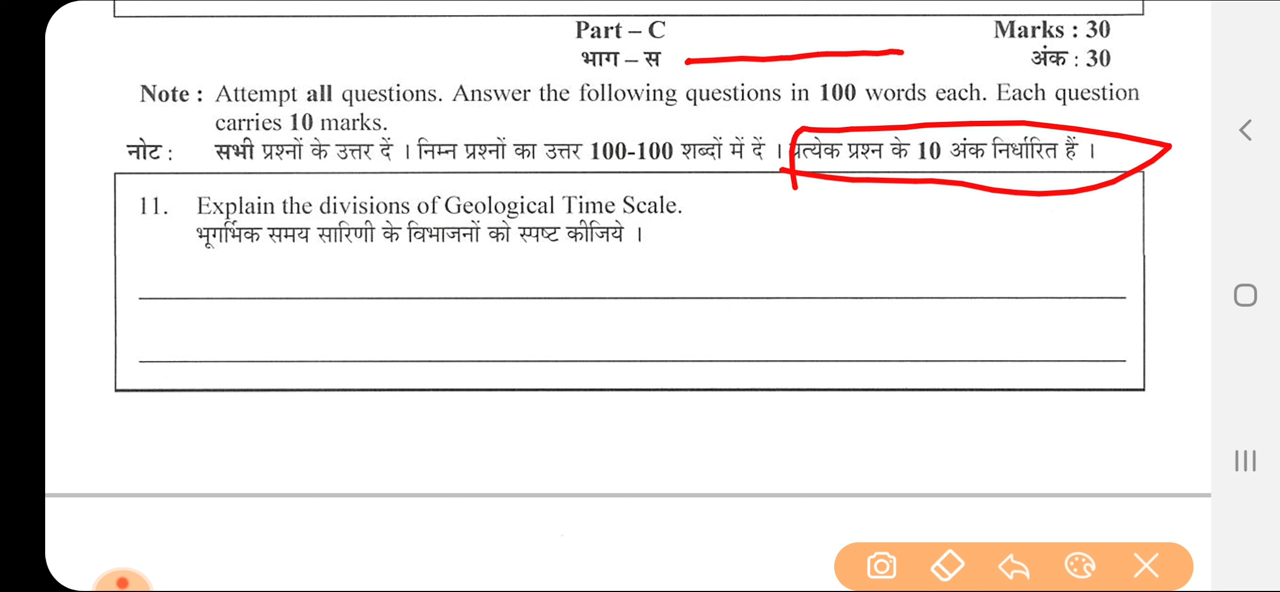 Part – C
Marks : 30
भाग – स
अंक : 30
Note : Attempt all questions. Answer the following questions in 100 words each. Each question
carries 10 marks.
नोट : सभी प्रश्नों के उत्तर दें । निम्न प्रश्नों का उत्तर 100-100 शब्दों में दें । प्रत्येक प्रश्न के 10 अंक निर्धारित हैं ।
11. Explain the divisions of Geological Time Scale.
भूगर्भिक समय सारिणी के विभाजनों को स्पष्ट कीजिये ।